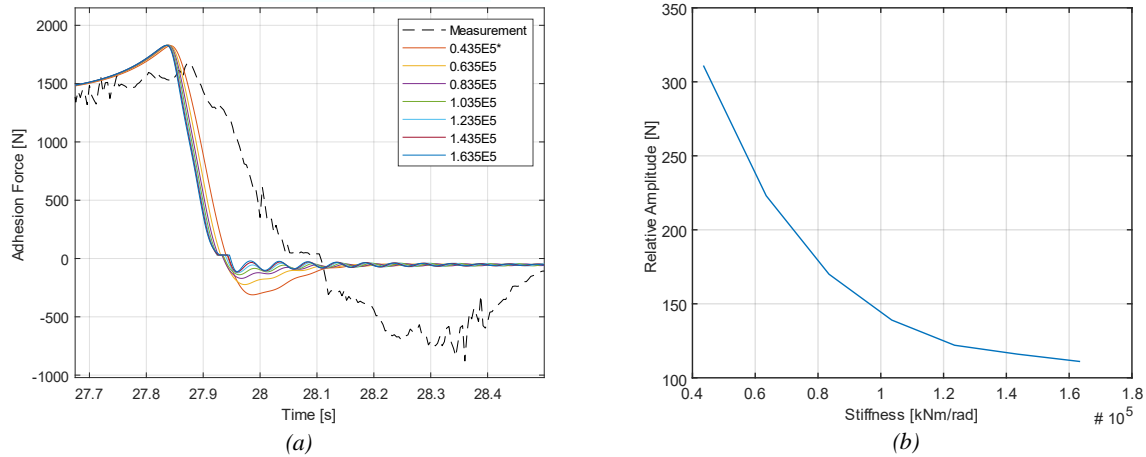 2000
1500
1000
500
0
-500
-1000
Adhesion Force [N]
Measurement
0.435E5*
0.635E5
0.835E5
1.035E5
1.235E5
1.435E5
1.635E5
27.7 27.8 27.9 28 28.1 28.2 28.3 28.4
Time [s]
(a)
350
300
250
200
150
100
Relative Amplitude [N]
0.4 0.6 0.8 1 1.2 1.4 1.6 1.8
Stiffness [kNm/rad]
# 10⁵
(b)